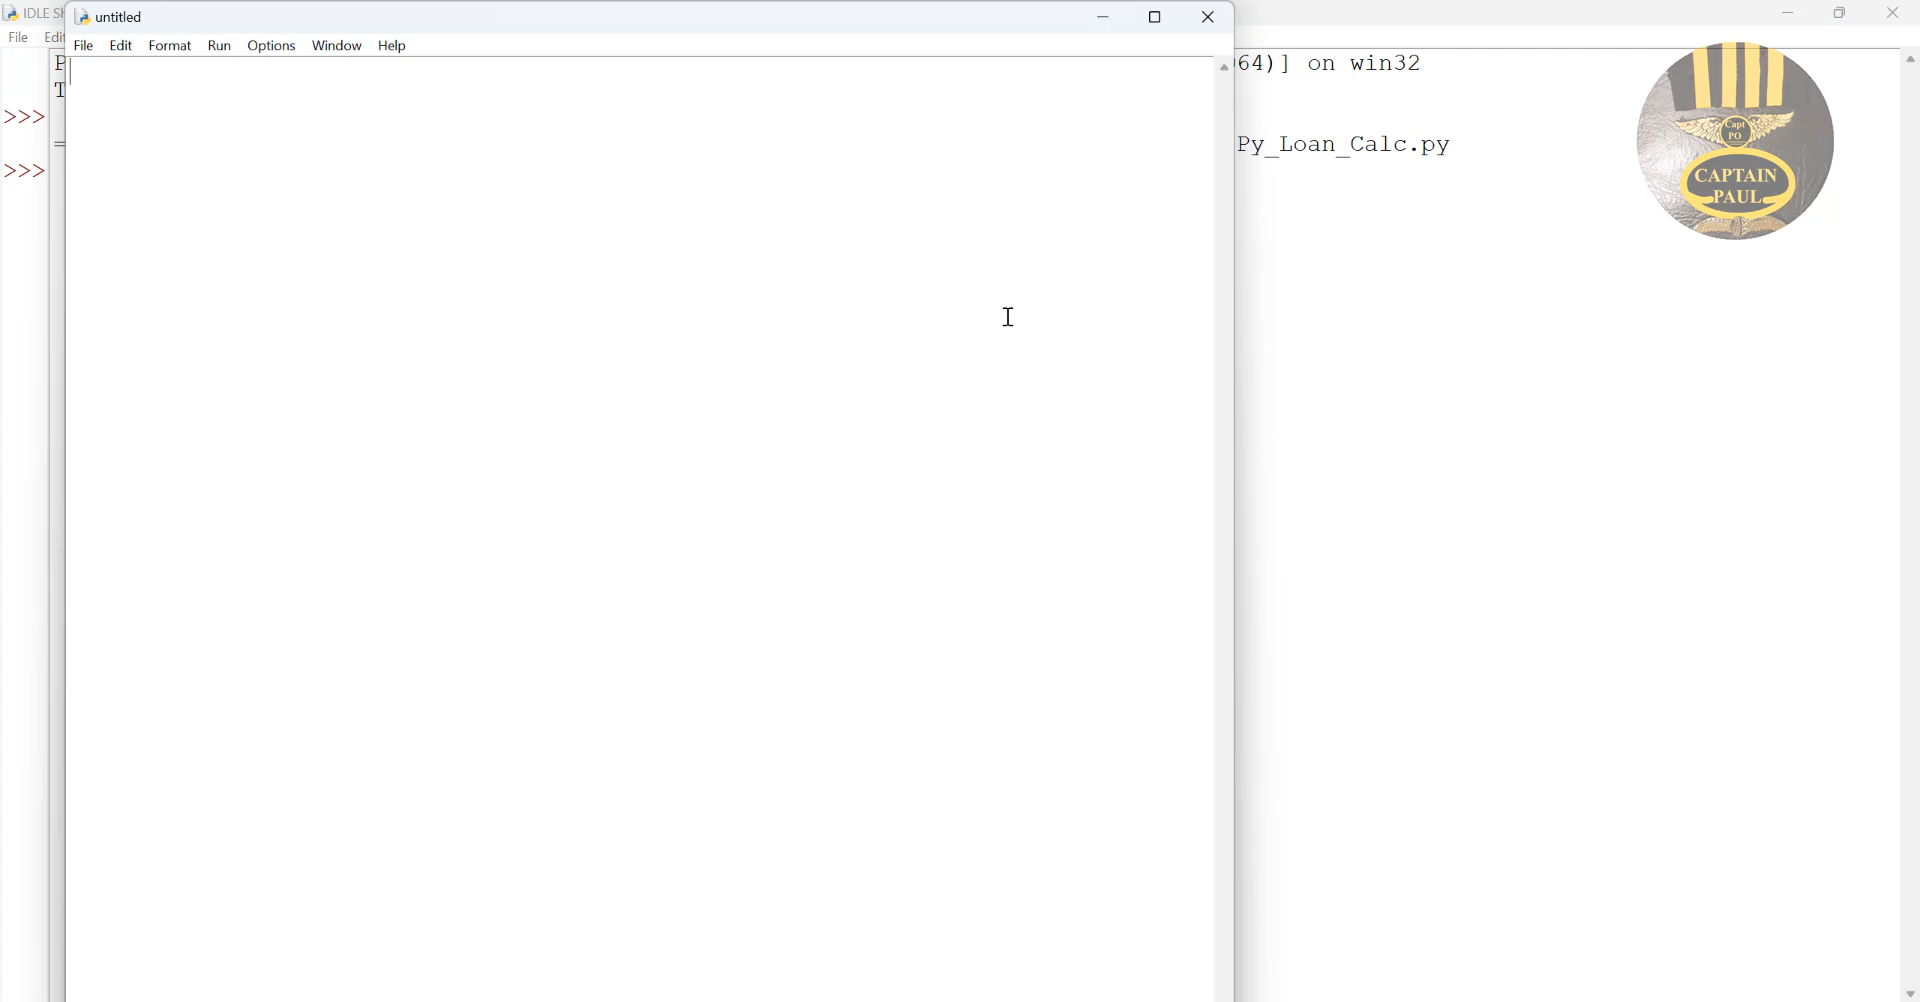 IDLE Sh
untitled
File Edit
File Edit Format Run Options Window Help
P
64)] on win32
T
>>>
=
Py_Loan_Calc.py
>>>
Capt
PO
CAPTAIN
PAUL